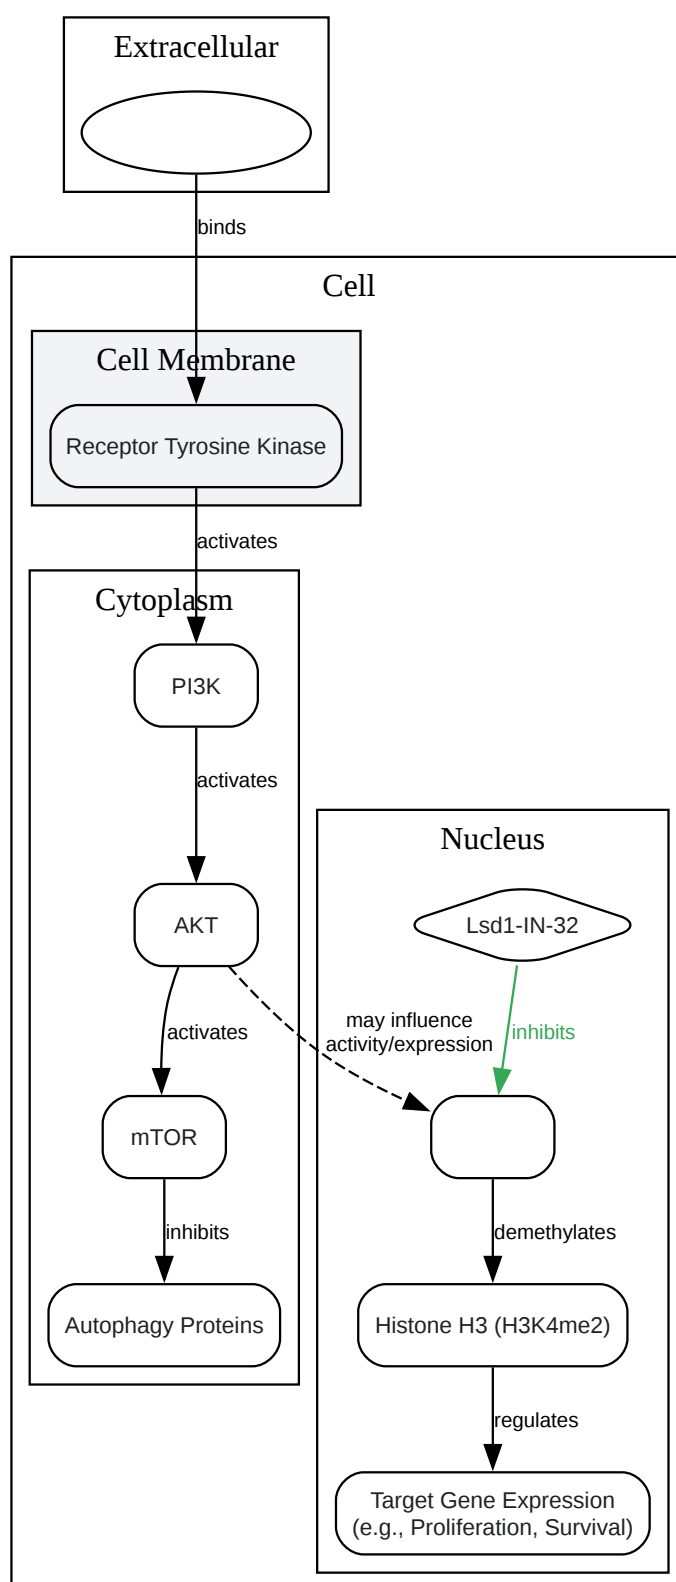 Extracellular
binds
Cell
Cell Membrane
Receptor Tyrosine Kinase
activates
Cytoplasm
PI3K
activates
Nucleus
AKT
Lsd1-IN-32
activates
may influence
activity/expression
inhibits
mTOR
inhibits
demethylates
Autophagy Proteins
Histone H3 (H3K4me2)
regulates
Target Gene Expression
(e.g., Proliferation, Survival)